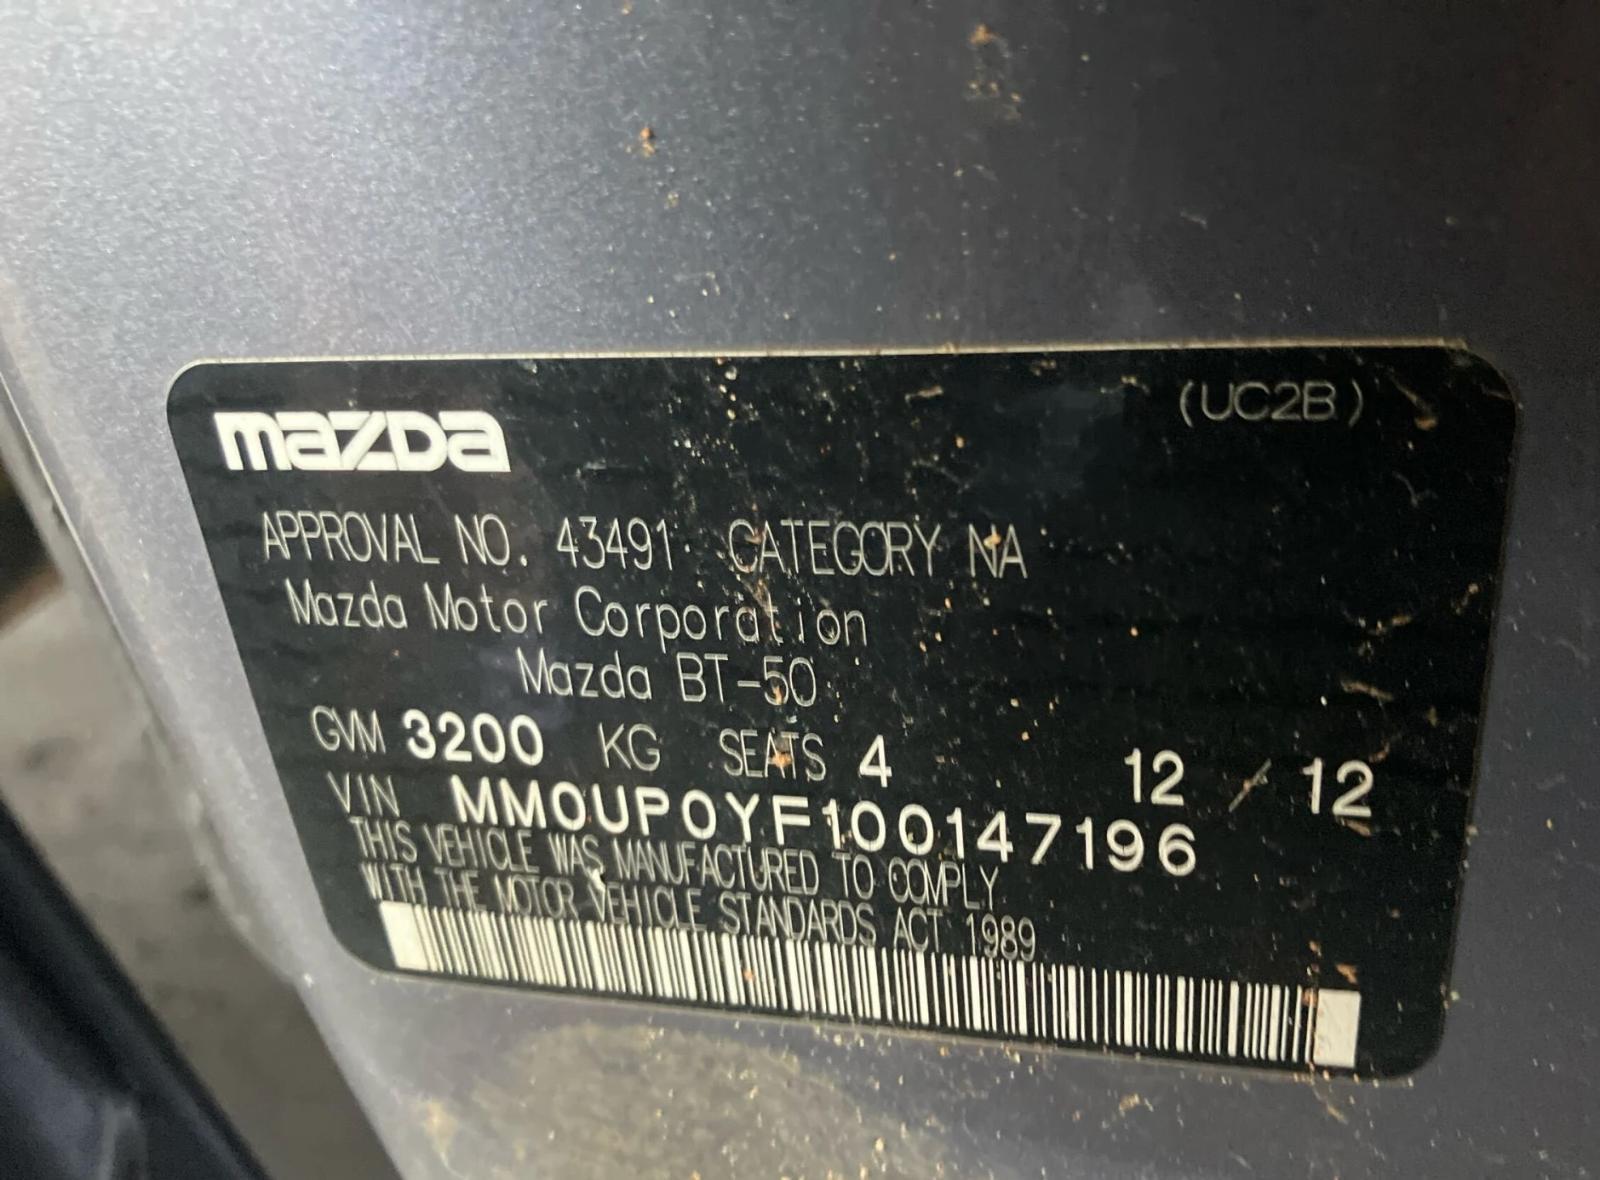 mazda
(UC2B)
APPROVAL NO. 43491 CATEGORY NA
Mazda Motor Corporation
Mazda BT-50
GVM 3200 KG SEATS 4 12 / 12
VIN MM0UP0YF100147196
THIS VEHICLE WAS MANUFACTURED TO COMPLY
WITH THE MOTOR VEHICLE STANDARDS ACT 1989